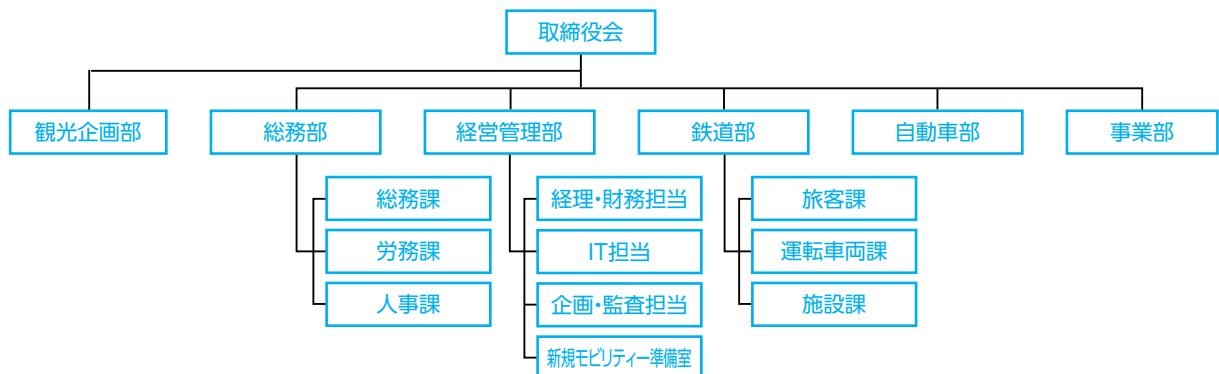 取締役会
観光企画部
総務部
経営管理部
鉄道部
自動車部
事業部
総務課
労務課
人事課
経理・財務担当
IT担当
企画・監査担当
新規モビリティー準備室
旅客課
運転車両課
施設課